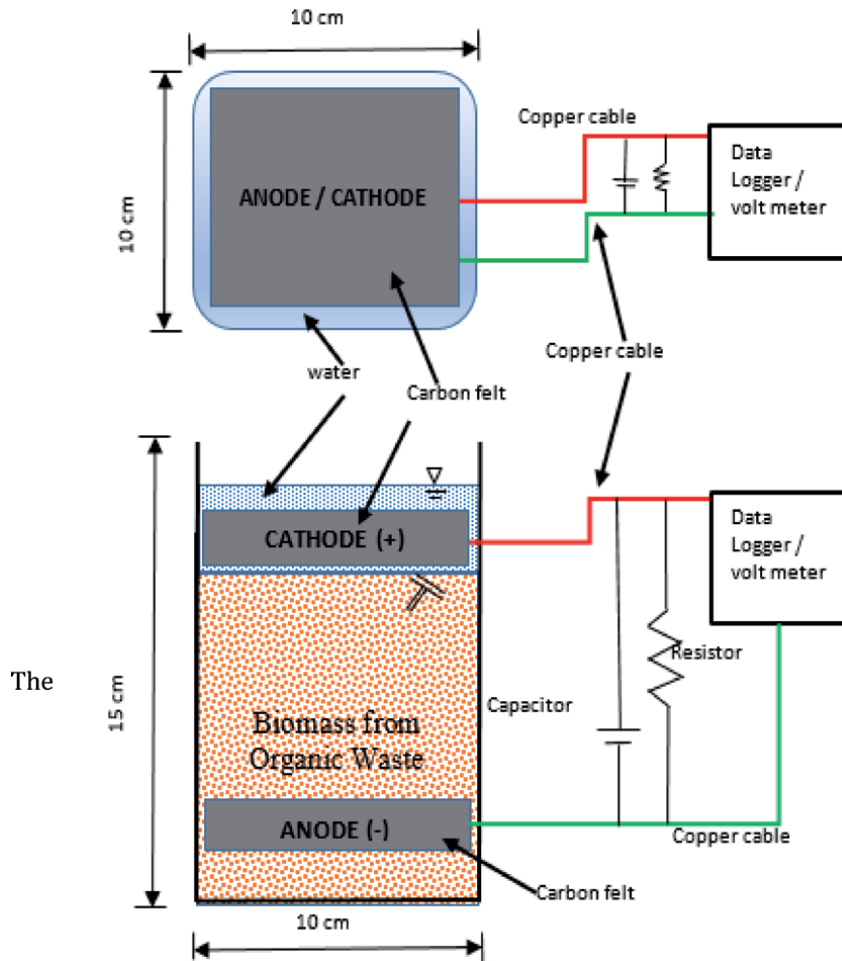 10 cm
10 cm
ANODE / CATHODE
Copper cable
Data
Logger /
volt meter
water
Carbon felt
Copper cable
CATHODE (+)
Data
Logger /
volt meter
The
15 cm
Resistor
Capacitor
Biomass from
Organic Waste
ANODE (-)
Copper cable
Carbon felt
10 cm